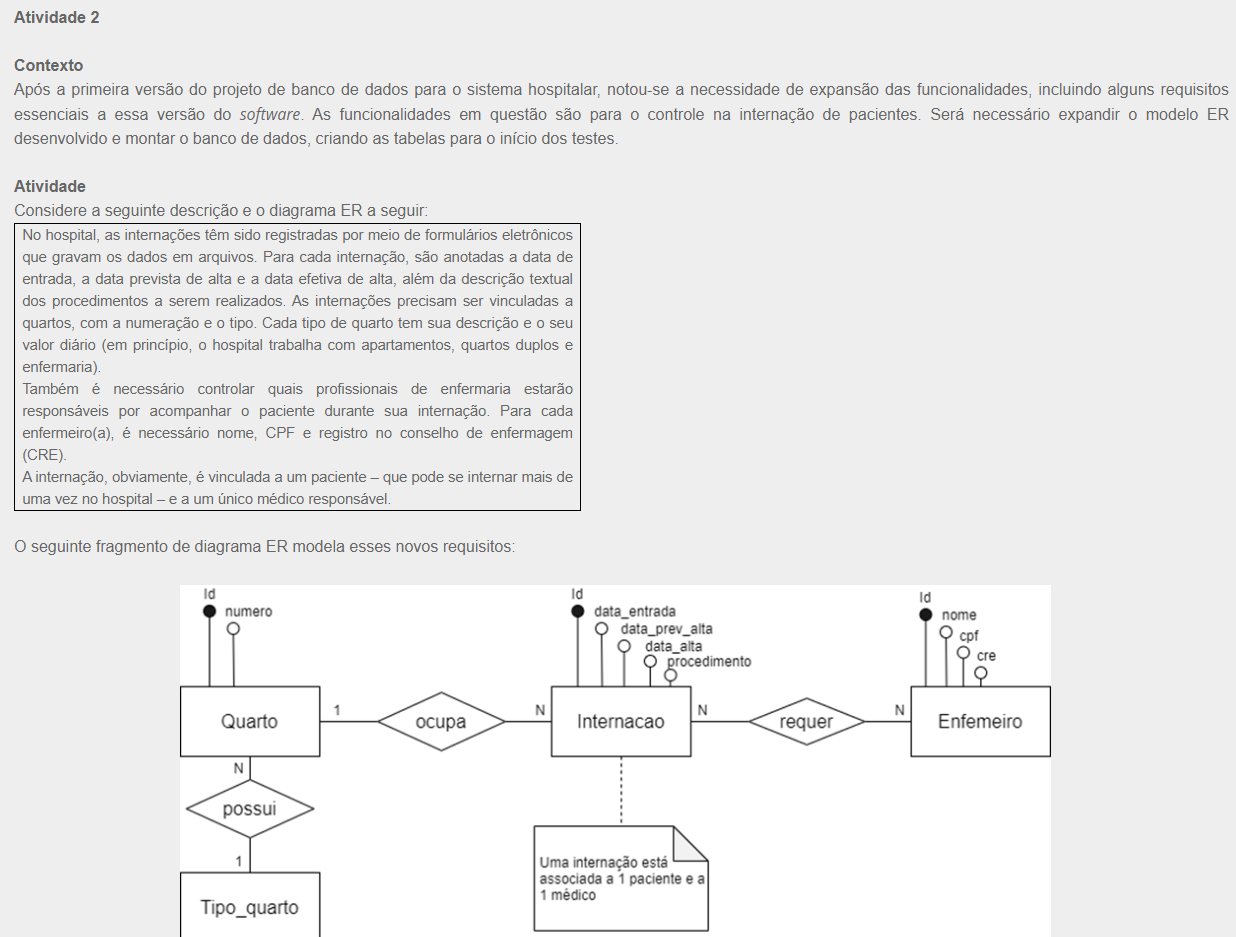 Atividade 2
Contexto
Após a primeira versão do projeto de banco de dados para o sistema hospitalar, notou-se a necessidade de expansão das funcionalidades, incluindo alguns requisitos
essenciais a essa versão do software. As funcionalidades em questão são para o controle na internação de pacientes. Será necessário expandir o modelo ER
desenvolvido e montar o banco de dados, criando as tabelas para o início dos testes.
Atividade
Considere a seguinte descrição e o diagrama ER a seguir:
No hospital, as internações têm sido registradas por meio de formulários eletrônicos
que gravam os dados em arquivos. Para cada internação, são anotadas a data de
entrada, a data prevista de alta e a data efetiva de alta, além da descrição textual
dos procedimentos a serem realizados. As internações precisam ser vinculadas a
quartos, com a numeração e o tipo. Cada tipo de quarto tem sua descrição e o seu
valor diário (em princípio, o hospital trabalha com apartamentos, quartos duplos e
enfermaria).
Também é necessário controlar quais profissionais de enfermaria estarão
responsáveis por acompanhar o paciente durante sua internação. Para cada
enfermeiro(a), é necessário nome, CPF e registro no conselho de enfermagem
(CRE).
A internação, obviamente, é vinculada a um paciente – que pode se internar mais de
uma vez no hospital – e a um único médico responsável.
O seguinte fragmento de diagrama ER modela esses novos requisitos:
Id
numero
Quarto
1
ocupa
N
Id
data_entrada
data_prev_alta
data_alta
procedimento
Internacao
N
requer
N
Id
nome
cpf
cre
Enfemeiro
N
possui
1
Tipo_quarto
Uma internação está
associada a 1 paciente e a
1 médico